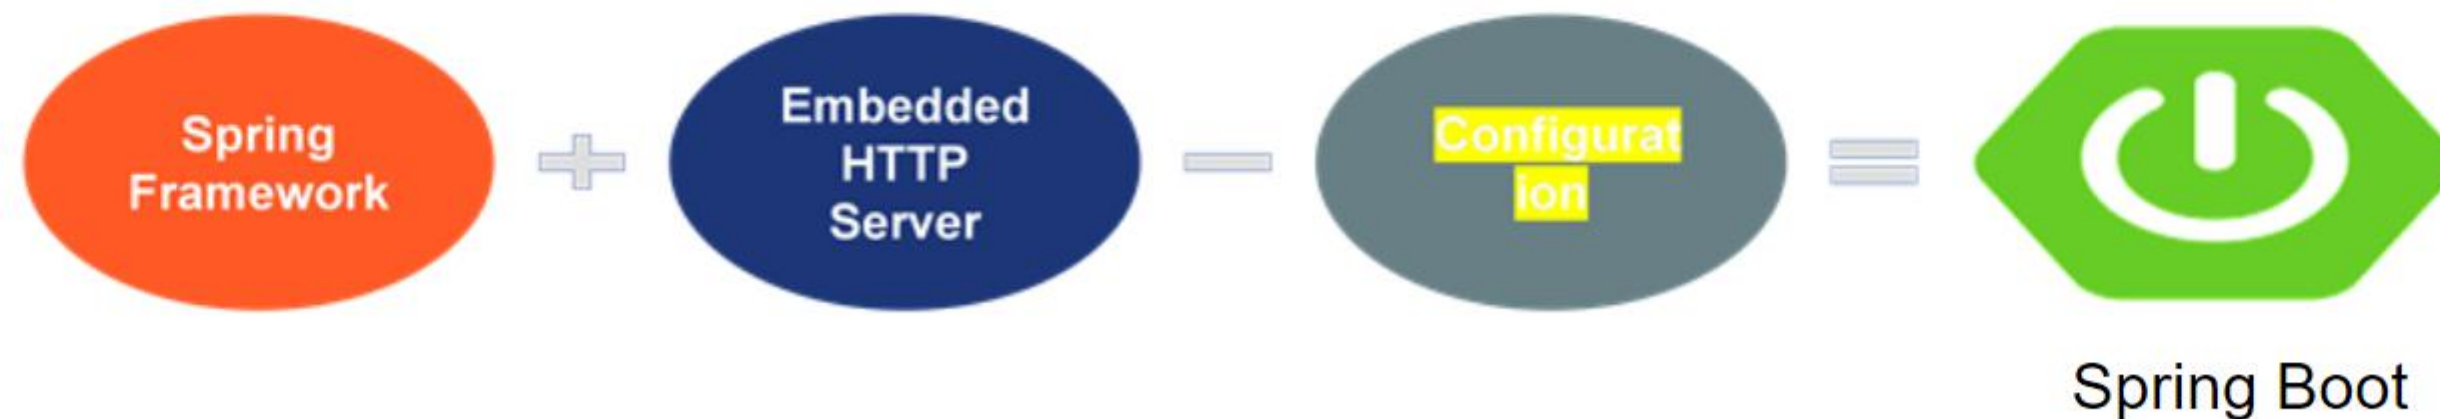 Spring
Framework
Embedded
HTTP
Server
Configurat
ion
Spring Boot